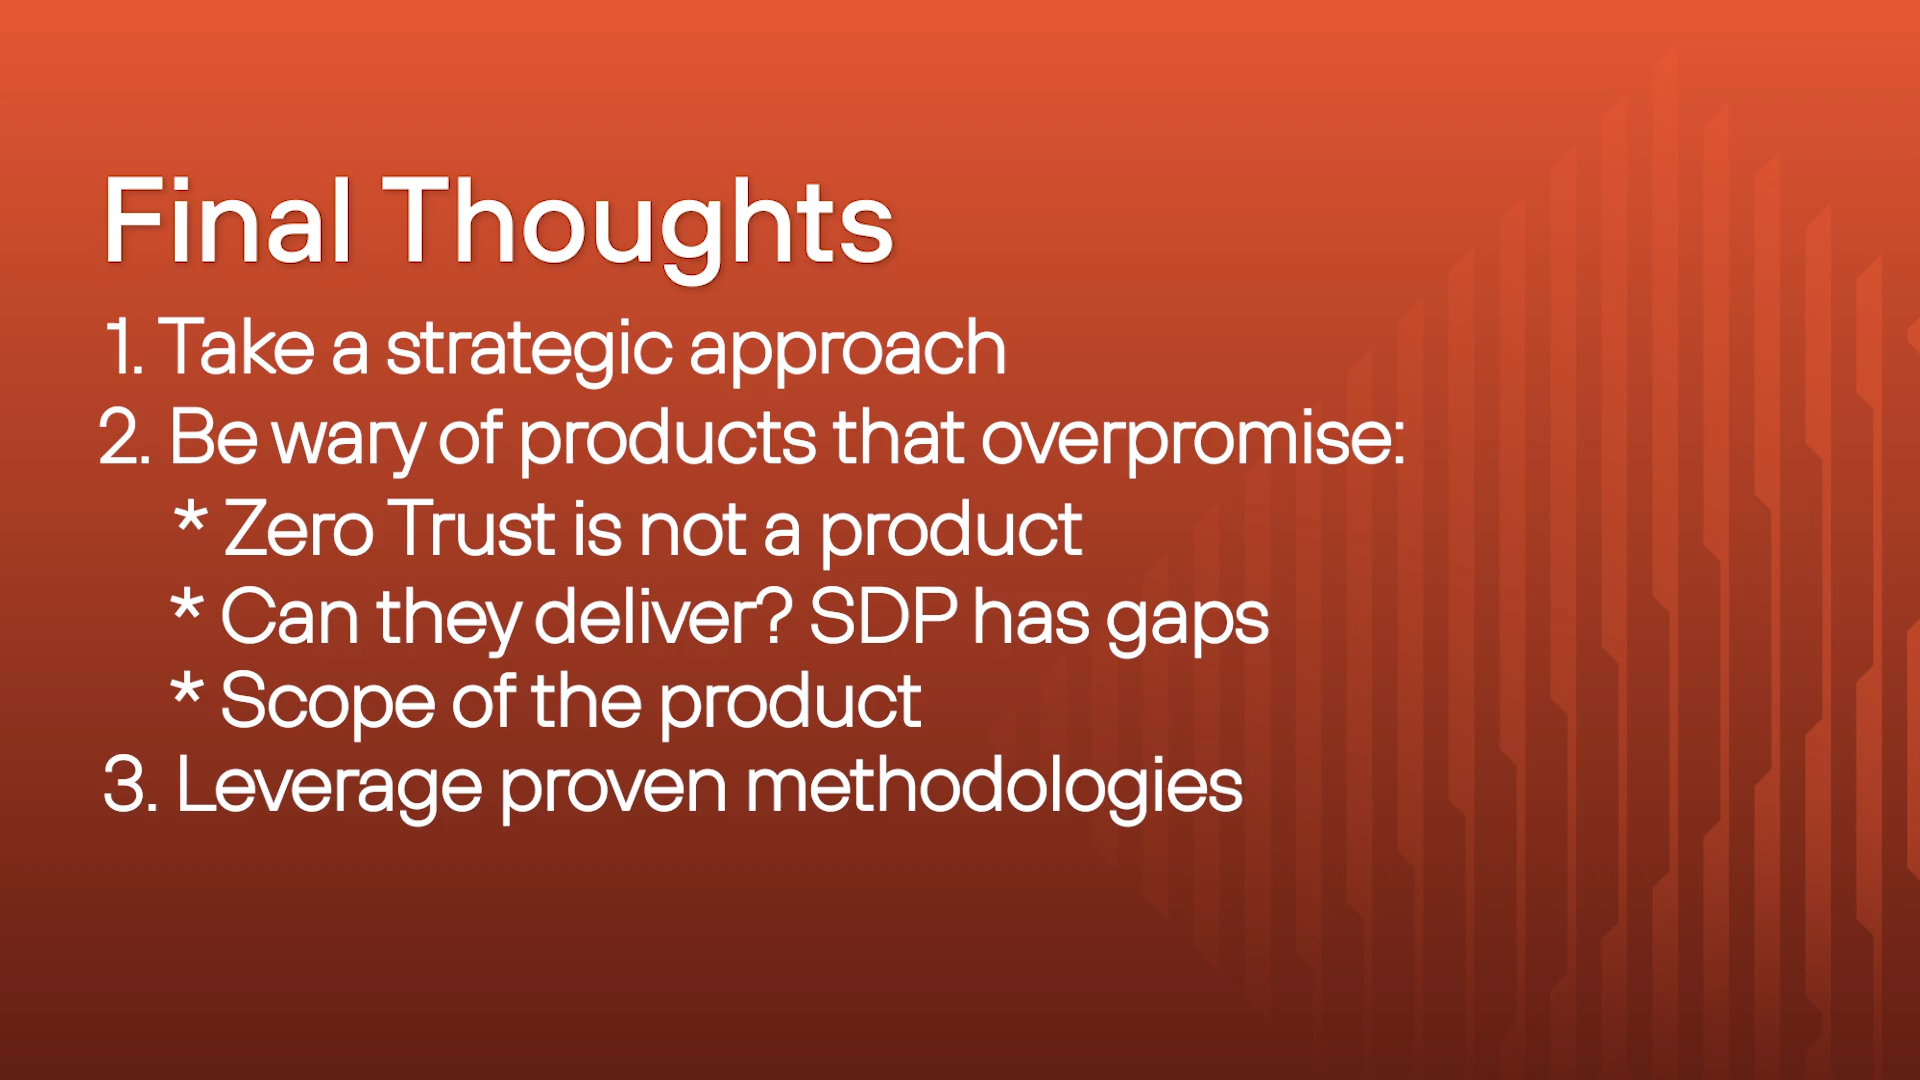 Final Thoughts
1. Take a strategic approach
2. Be wary of products that overpromise:
* Zero Trust is not a product
* Can they deliver? SDP has gaps
* Scope of the product
3. Leverage proven methodologies